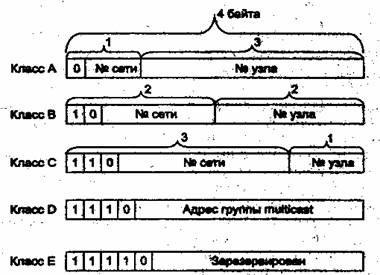 4 байта
1 3
Класс A 0 № сети № узла
2 2
Класс B 1 0 № сети № узла
3 1
Класс C 1 1 0 № сети № узла
Класс D 1 1 1 0 Адрес группы multicast
Класс E 1 1 1 1 0 Зарезервирован